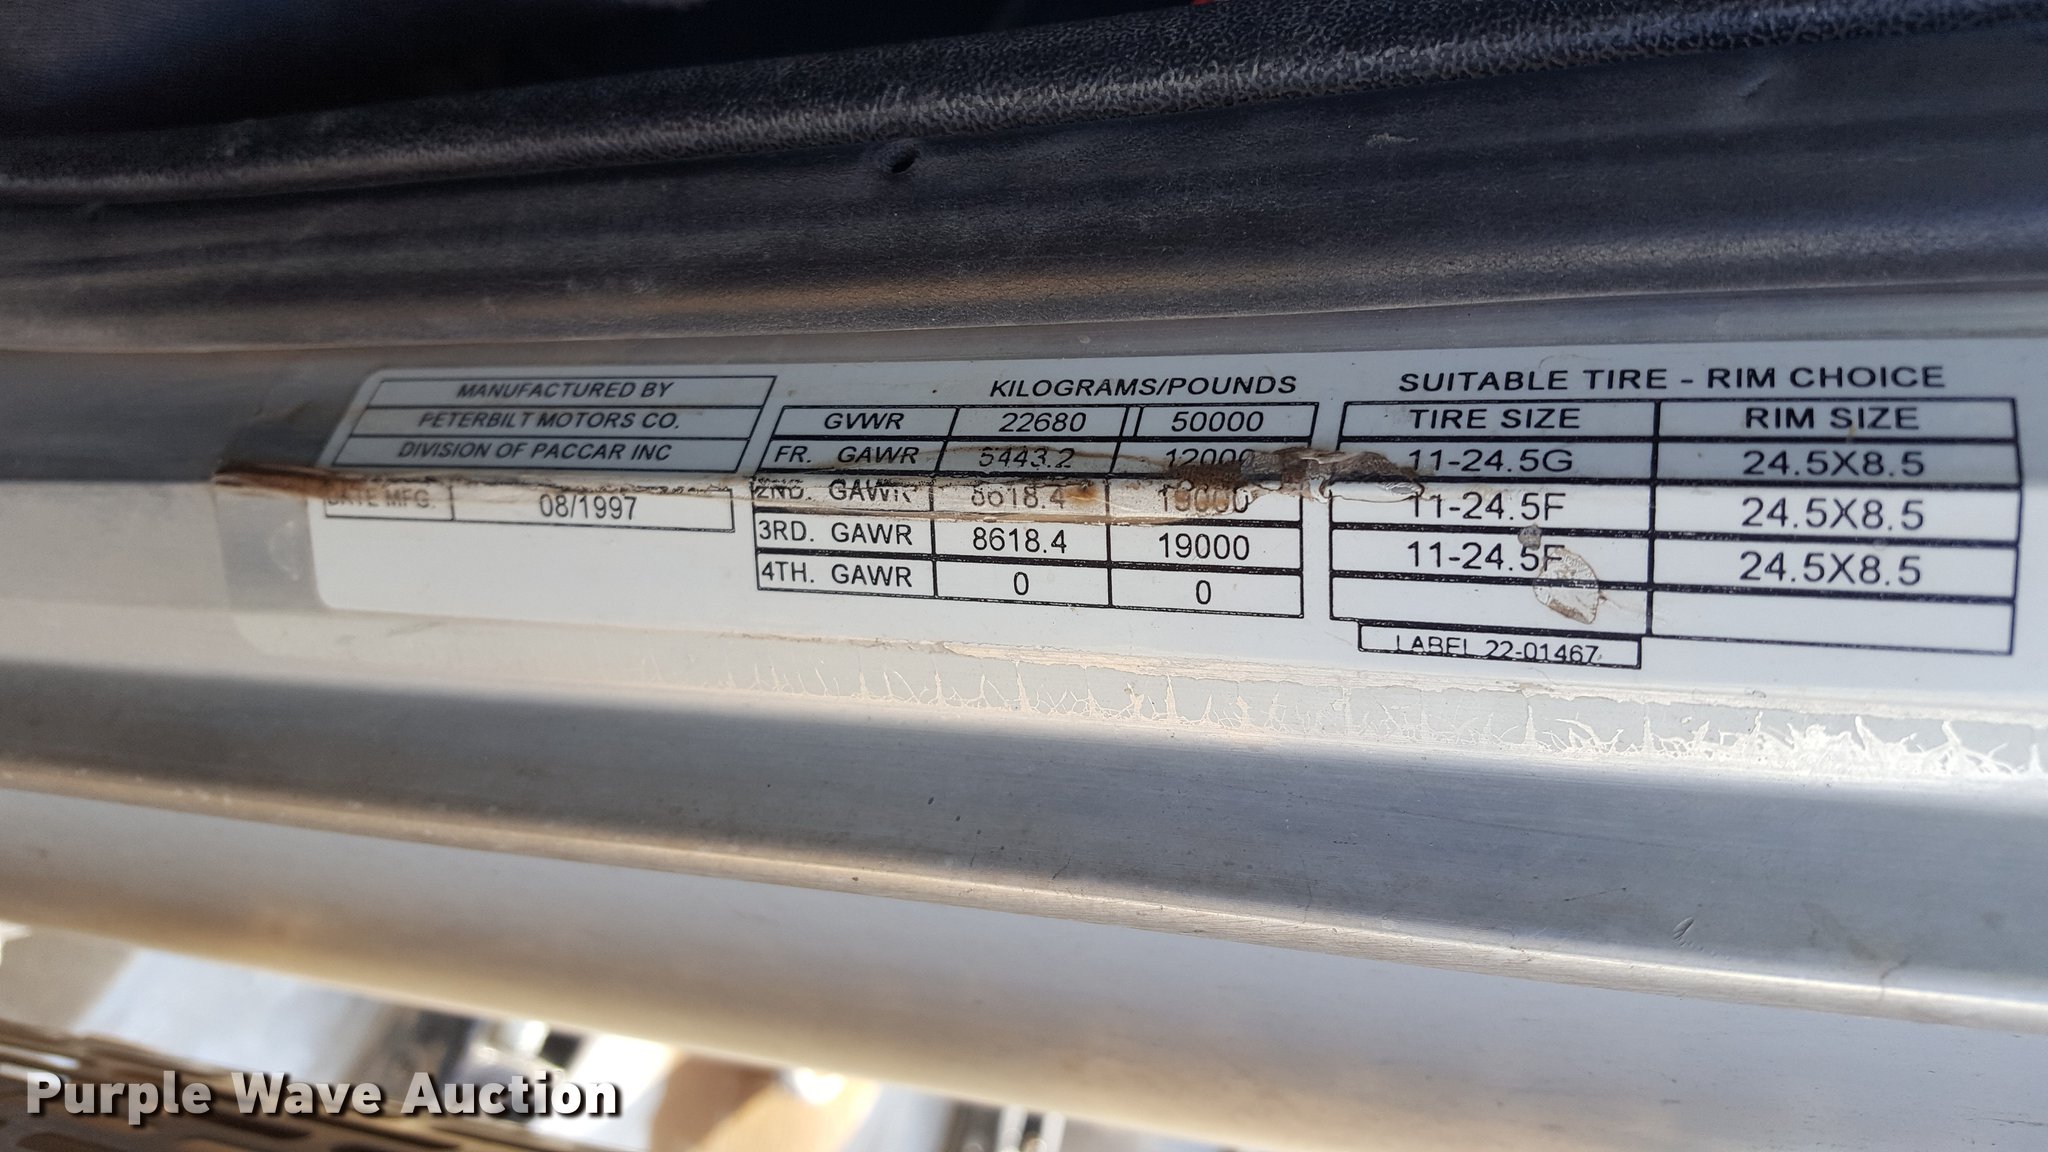 MANUFACTURED BY
PETERBILT MOTORS CO.
DIVISION OF PACCAR INC
DATE MFG. 08/1997
KILOGRAMS/POUNDS
GVWR 22680 50000
FR. GAWR 5443.2 12000
2ND. GAWR 8618.4 19000
3RD. GAWR 8618.4 19000
4TH. GAWR 0 0
SUITABLE TIRE - RIM CHOICE
TIRE SIZE RIM SIZE
11-24.5G 24.5X8.5
11-24.5F 24.5X8.5
11-24.5F 24.5X8.5
LABEL 22-01467
Purple Wave Auction